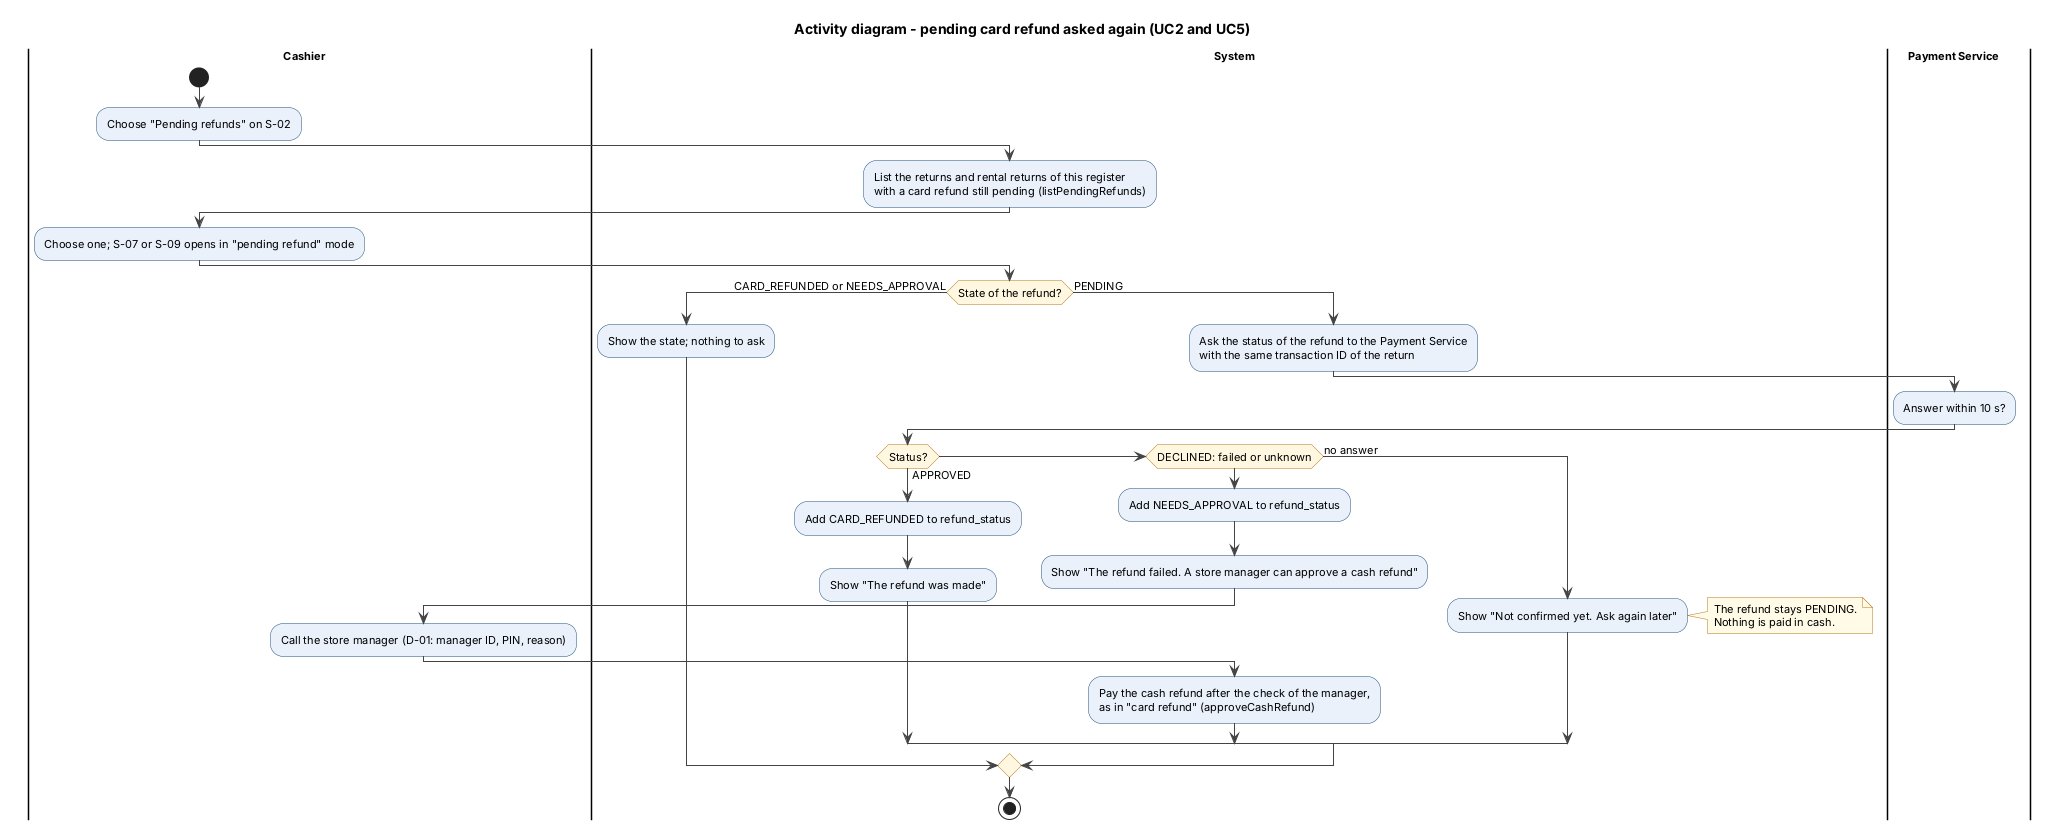 Activity diagram - pending card refund asked again (UC2 and UC5)
Cashier
System
Payment Service
Choose "Pending refunds" on S-02
List the returns and rental returns of this register
with a card refund still pending (listPendingRefunds)
Choose one; S-07 or S-09 opens in "pending refund" mode
CARD_REFUNDED or NEEDS_APPROVAL
State of the refund?
PENDING
Show the state; nothing to ask
Ask the status of the refund to the Payment Service
with the same transaction ID of the return
Answer within 10 s?
Status?
APPROVED
DECLINED: failed or unknown
no answer
Add CARD_REFUNDED to refund_status
Add NEEDS_APPROVAL to refund_status
Show "The refund was made"
Show "The refund failed. A store manager can approve a cash refund"
Show "Not confirmed yet. Ask again later"
The refund stays PENDING.
Nothing is paid in cash.
Call the store manager (D-01: manager ID, PIN, reason)
Pay the cash refund after the check of the manager,
as in "card refund" (approveCashRefund)